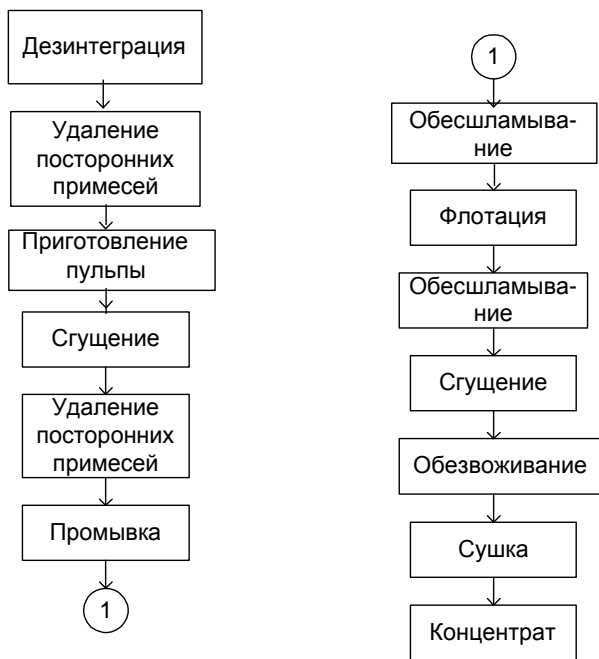 Дезинтеграция
Удаление
посторонних
примесей
Приготовление
пульпы
Сгущение
Удаление
посторонних
примесей
Промывка
1
1
Обесшламыва-
ние
Флотация
Обесшламыва-
ние
Сгущение
Обезвоживание
Сушка
Концентрат